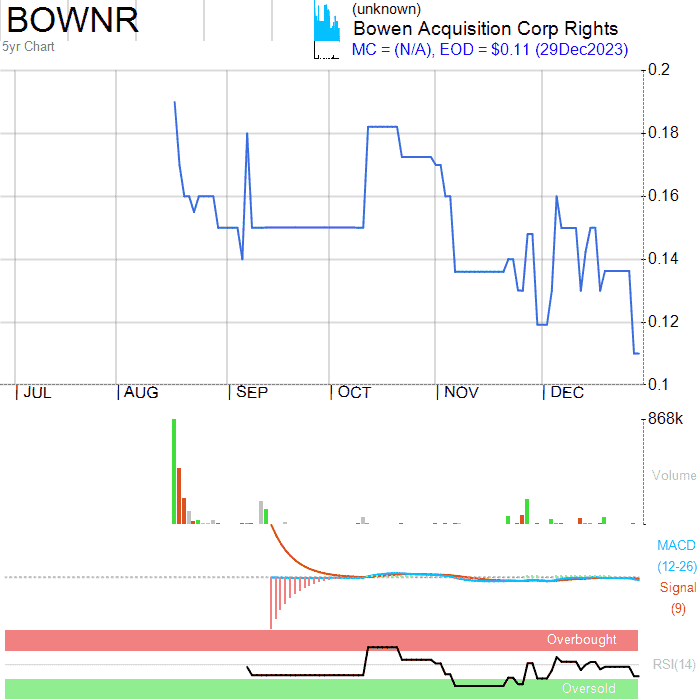 BOWNR
5yr Chart
(unknown)
Bowen Acquisition Corp Rights
MC = (N/A), EOD = $0.11 (29Dec2023)
0.2
0.18
0.16
0.14
0.12
0.1
JUL AUG SEP OCT NOV DEC
868k
Volume
MACD
(12-26)
Signal
(9)
Overbought
RSI(14)
Oversold